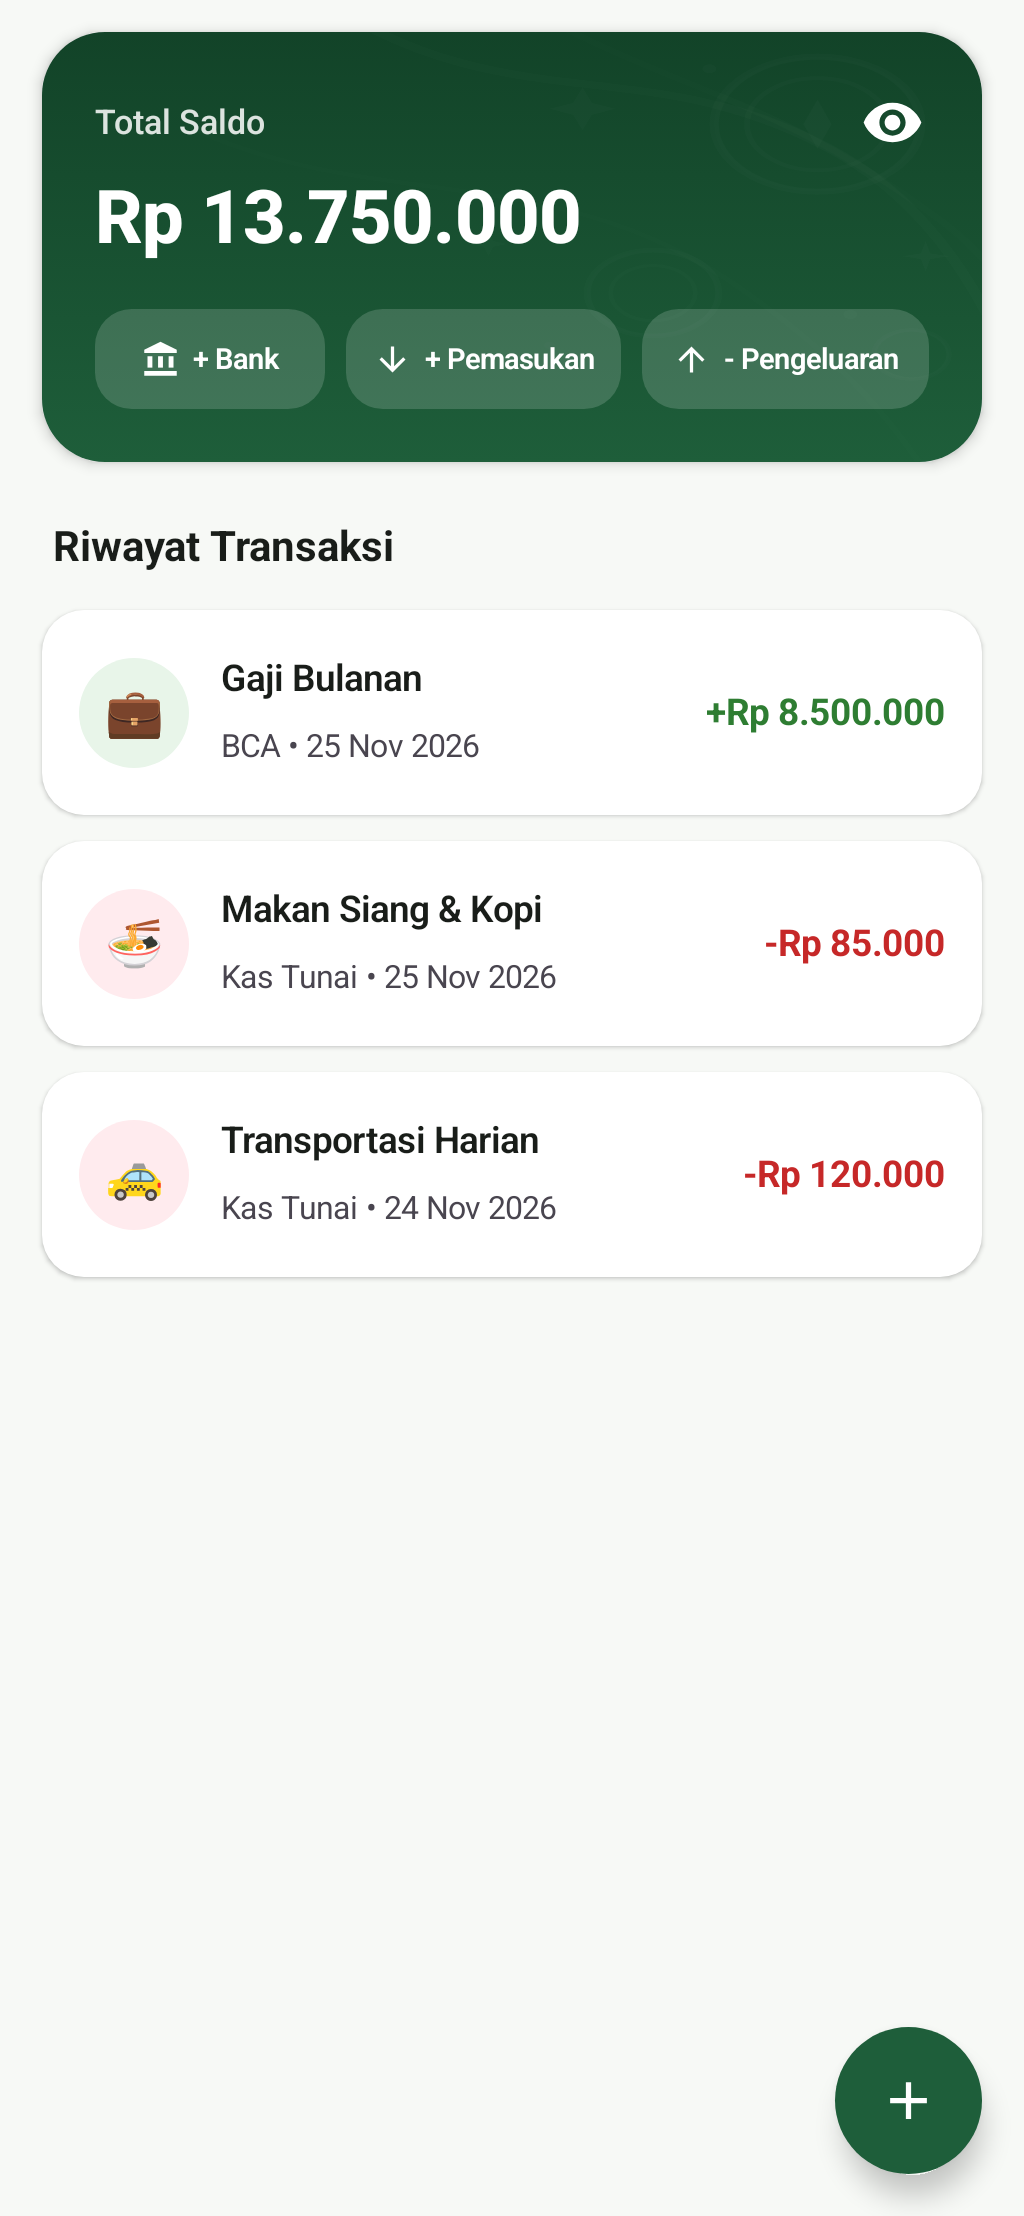 Total Saldo
Rp 13.750.000
+ Bank
+ Pemasukan
- Pengeluaran
Riwayat Transaksi
Gaji Bulanan
BCA • 25 Nov 2026
+Rp 8.500.000
Makan Siang & Kopi
Kas Tunai • 25 Nov 2026
-Rp 85.000
Transportasi Harian
Kas Tunai • 24 Nov 2026
-Rp 120.000